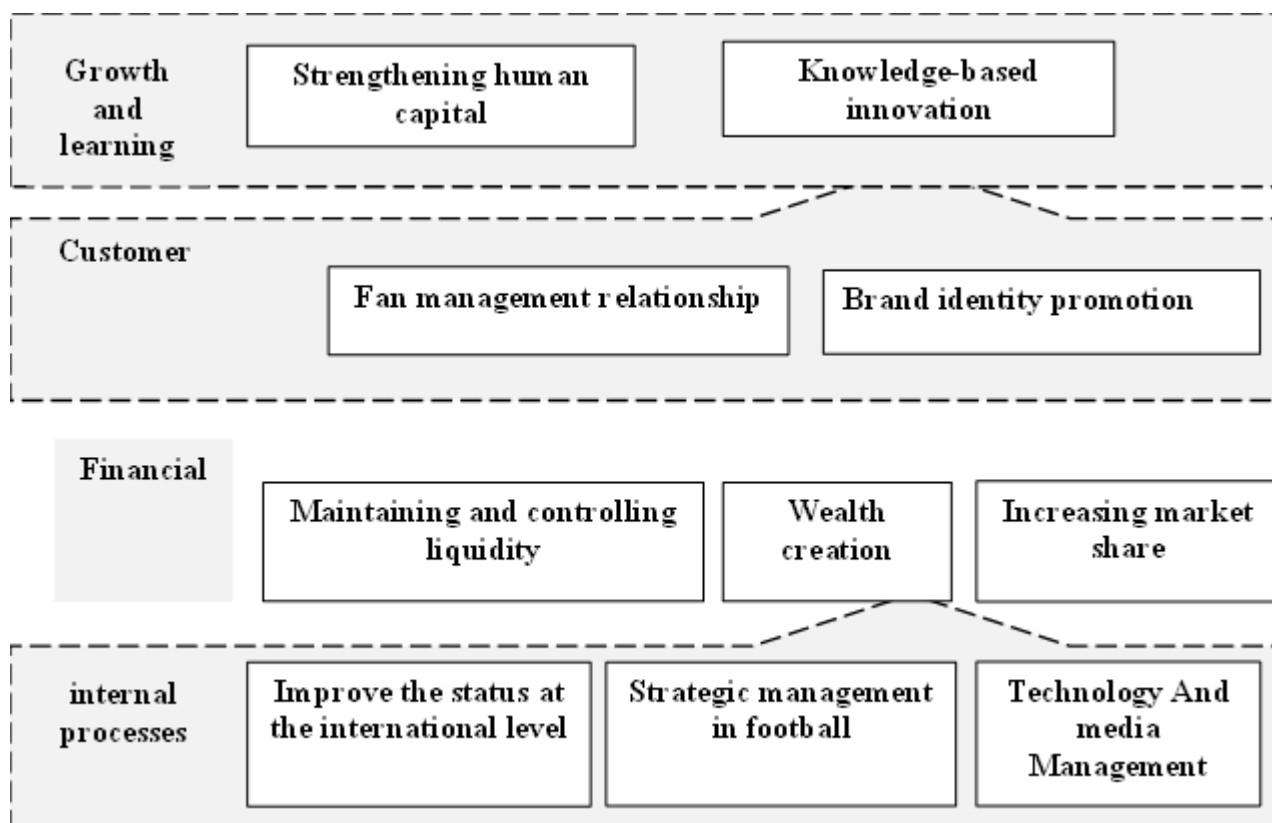 Growth
and
learning
Strengthening human
capital
Knowledge-based
innovation
Customer
Fan management relationship
Brand identity promotion
Financial
Maintaining and controlling
liquidity
Wealth
creation
Increasing market
share
internal
processes
Improve the status at
the international level
Strategic management
in football
Technology And
media
Management